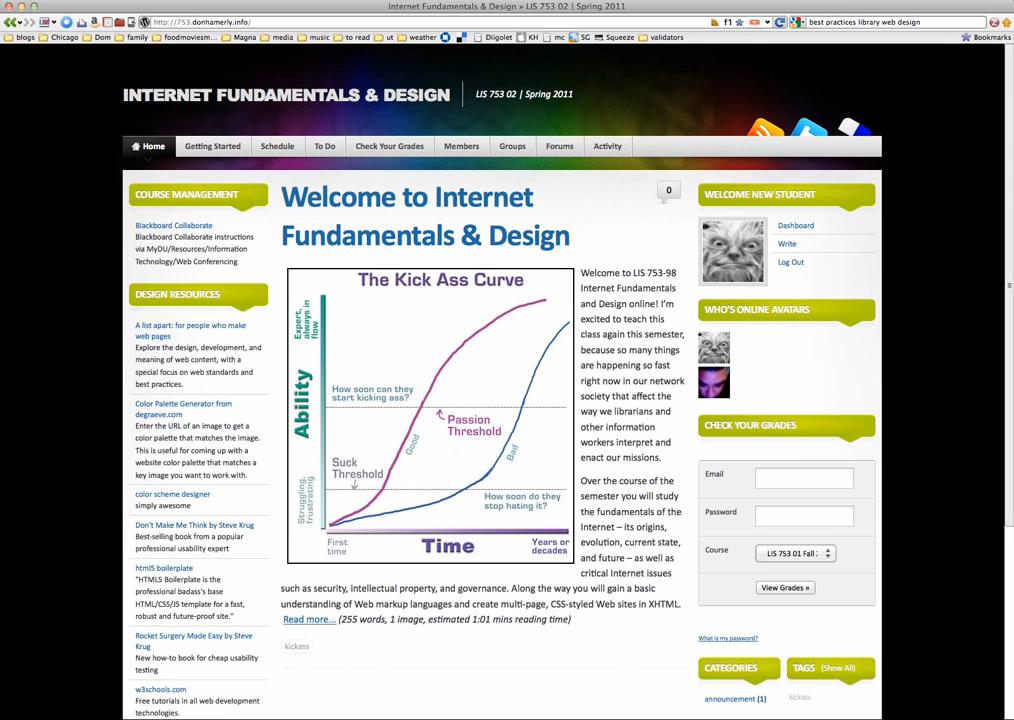 Internet Fundamentals & Design » LIS 753 02 | Spring 2011
http://753.donhamerly.info/
f1
best practices library web design
blogs Chicago Dom family foodmoviesm... Magna media music to read ut weather Diigolet KH mc SG Squeeze validators Bookmarks
INTERNET FUNDAMENTALS & DESIGN
LIS 753 02 | Spring 2011
Home Getting Started Schedule To Do Check Your Grades Members Groups Forums Activity
COURSE MANAGEMENT
Blackboard Collaborate
Blackboard Collaborate instructions
via MyDU/Resources/Information
Technology/Web Conferencing
DESIGN RESOURCES
A list apart: for people who make
web pages
Explore the design, development, and
meaning of web content, with a
special focus on web standards and
best practices.
Color Palette Generator from
degraeve.com
Enter the URL of an image to get a
color palette that matches the image.
This is useful for coming up with a
website color palette that matches a
key image you want to work with.
color scheme designer
simply awesome
Don't Make Me Think by Steve Krug
Best-selling book from a popular
professional usability expert
html5 boilerplate
"HTML5 Boilerplate is the
professional badass's base
HTML/CSS/JS template for a fast,
robust and future-proof site."
Rocket Surgery Made Easy by Steve
Krug
New how-to book for cheap usability
testing
w3schools.com
Free tutorials in all web development
technologies.
Welcome to Internet
Fundamentals & Design
0
The Kick Ass Curve
Ability
Expert,
always in
flow
How soon can they
start kicking ass?
Passion
Threshold
Good
Bad
Suck
Threshold
Struggling,
frustrating
How soon do they
stop hating it?
First
time
Time
Years or
decades
Welcome to LIS 753-98
Internet Fundamentals
and Design online! I'm
excited to teach this
class again this semester,
because so many things
are happening so fast
right now in our network
society that affect the
way we librarians and
other information
workers interpret and
enact our missions.
Over the course of the
semester you will study
the fundamentals of the
Internet – its origins,
evolution, current state,
and future – as well as
critical Internet issues
such as security, intellectual property, and governance. Along the way you will gain a basic
understanding of Web markup languages and create multi-page, CSS-styled Web sites in XHTML.
Read more... (255 words, 1 image, estimated 1:01 mins reading time)
kickass
WELCOME NEW STUDENT
Dashboard
Write
Log Out
WHO'S ONLINE AVATARS
CHECK YOUR GRADES
Email
Password
Course LIS 753 01 Fall
View Grades »
What is my password?
CATEGORIES
announcement (1)
TAGS (Show All)
kickass